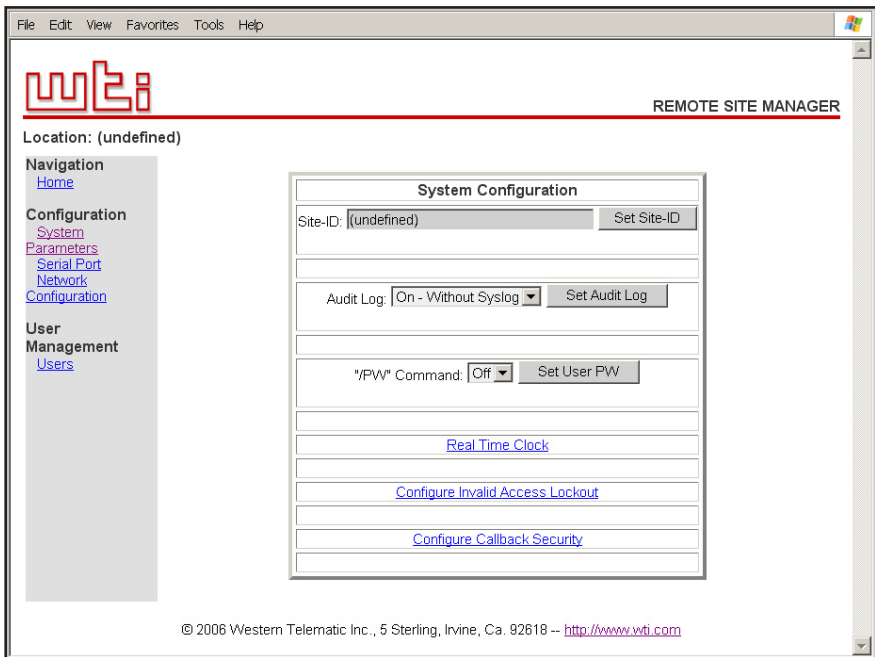 File Edit View Favorites Tools Help
wti
REMOTE SITE MANAGER
Location: (undefined)
Navigation
Home
Configuration
System
Parameters
Serial Port
Network
Configuration
User
Management
Users
System Configuration
Site-ID: (undefined) Set Site-ID
Audit Log: On - Without Syslog Set Audit Log
"/PW" Command: Off Set User PW
Real Time Clock
Configure Invalid Access Lockout
Configure Callback Security
© 2006 Western Telematic Inc., 5 Sterling, Irvine, Ca. 92618 -- http://www.wti.com